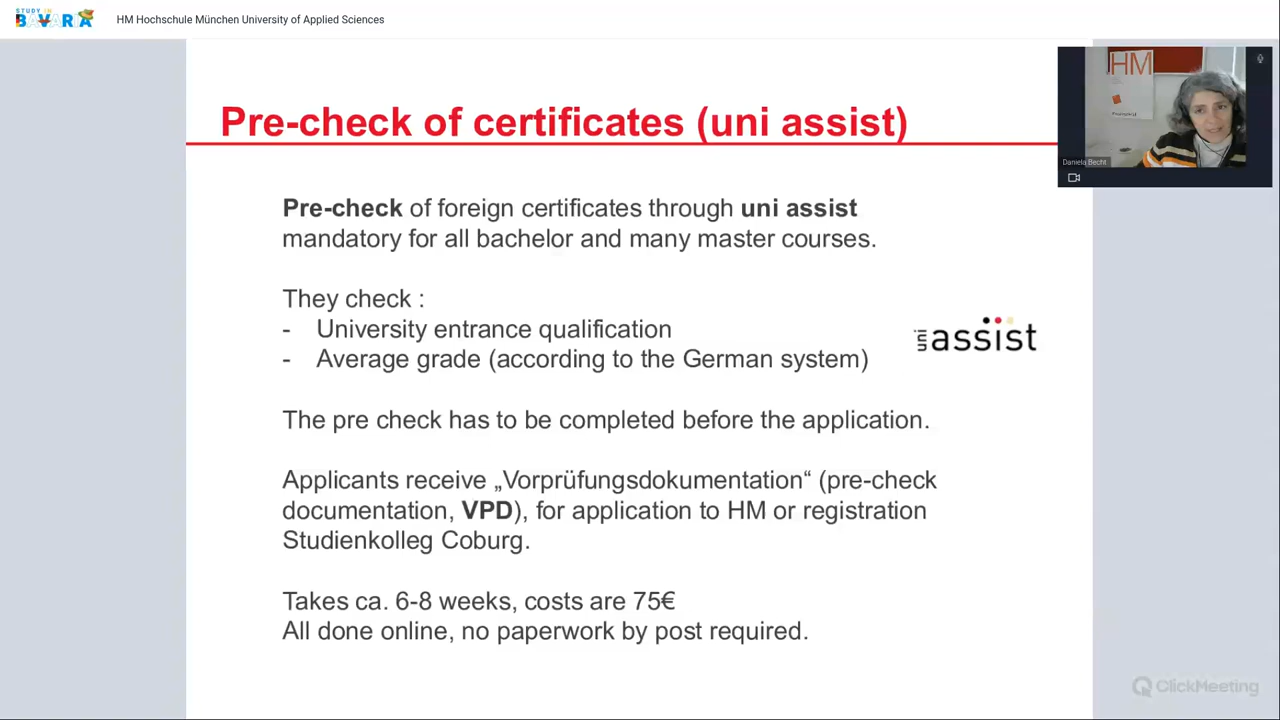 STUDY IN
BAVARIA
HM Hochschule München University of Applied Sciences
HM
Daniela Becht
Pre-check of certificates (uni assist)
Pre-check of foreign certificates through uni assist
mandatory for all bachelor and many master courses.
They check :
- University entrance qualification
- Average grade (according to the German system)
uni assist
The pre check has to be completed before the application.
Applicants receive „Vorprüfungsdokumentation“ (pre-check
documentation, VPD), for application to HM or registration
Studienkolleg Coburg.
Takes ca. 6-8 weeks, costs are 75€
All done online, no paperwork by post required.
ClickMeeting